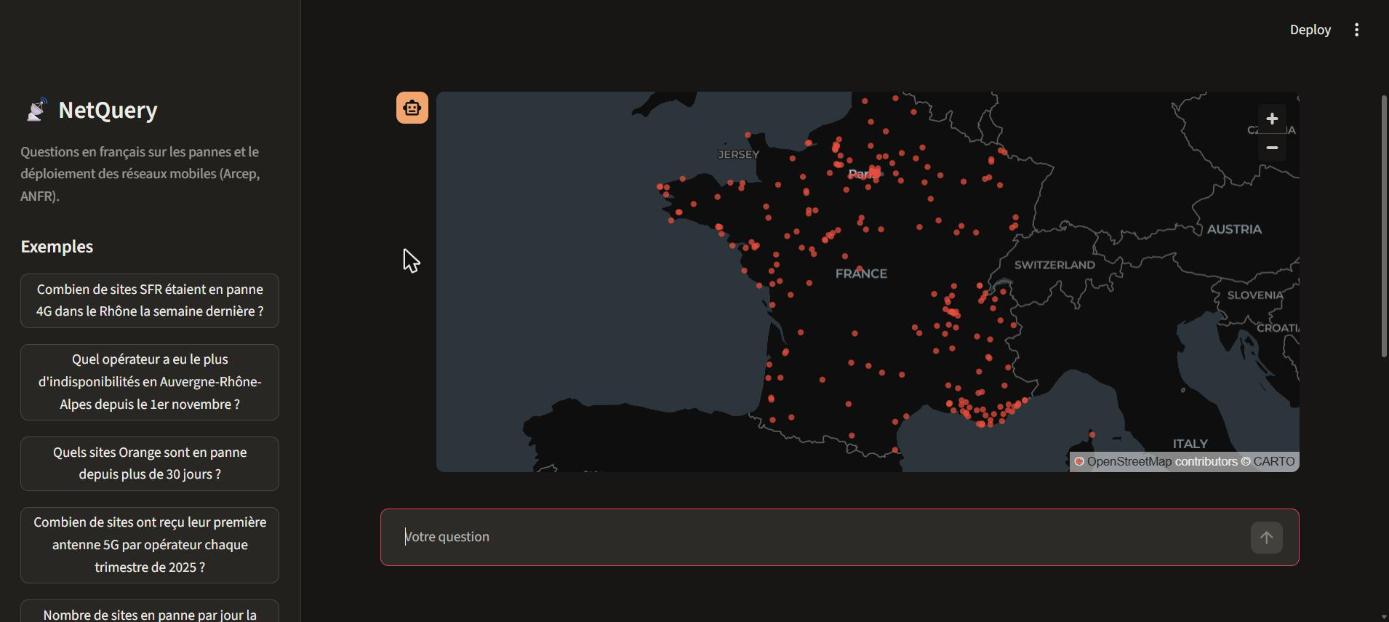 Deploy
NetQuery
Questions en français sur les pannes et le
déploiement des réseaux mobiles (Arcep,
ANFR).
Exemples
Combien de sites SFR étaient en panne
4G dans le Rhône la semaine dernière ?
Quel opérateur a eu le plus
d'indisponibilités en Auvergne-Rhône-
Alpes depuis le 1er novembre ?
Quels sites Orange sont en panne
depuis plus de 30 jours ?
Combien de sites ont reçu leur première
antenne 5G par opérateur chaque
trimestre de 2025 ?
Nombre de sites en panne par jour la
+
−
JERSEY
AUSTRIA
SWITZERLAND
FRANCE
SLOVENIA
CROATI
ITALY
OpenStreetMap contributors © CARTO
Votre question